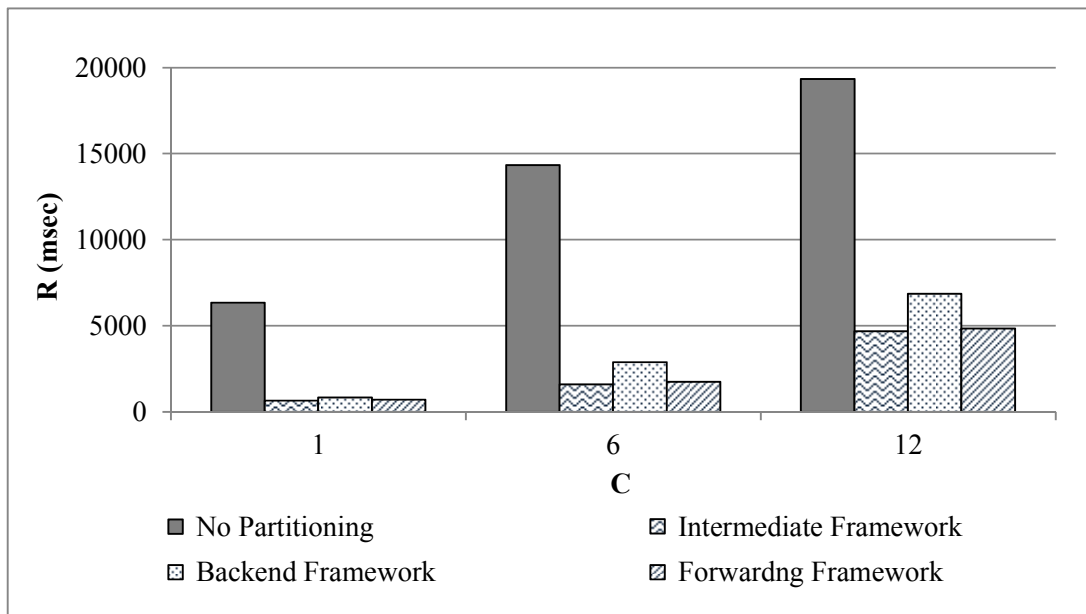 20000
15000
10000
5000
0
R (msec)
1
6
12
C
No Partitioning
Intermediate Framework
Backend Framework
Forwardng Framework